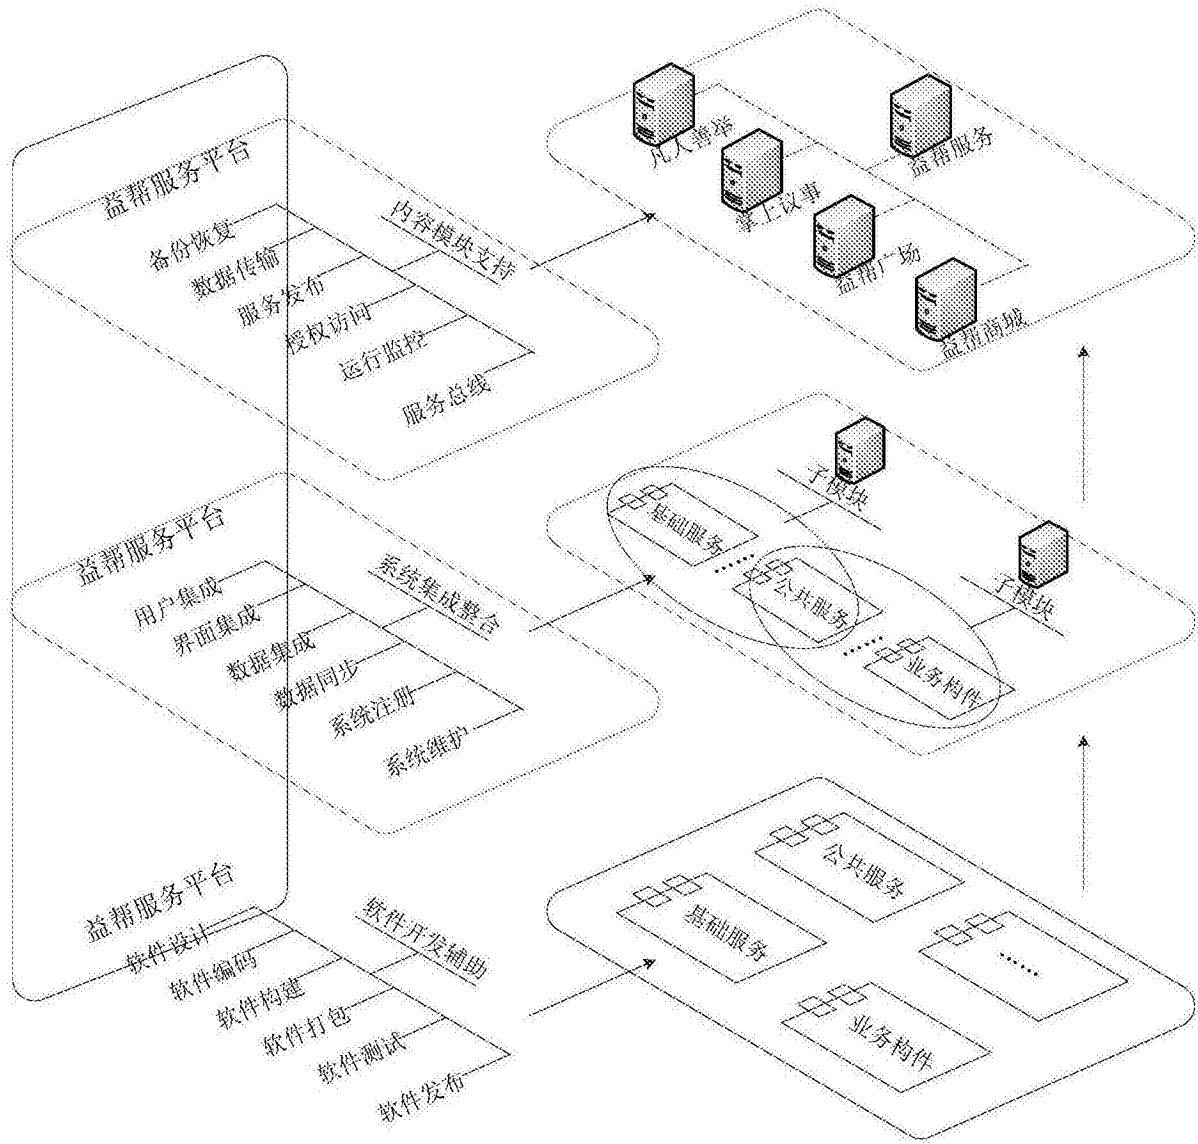 益帮服务平台
备份恢复
数据传输
服务发布
授权访问
运行监控
服务总线
内容模块支持
凡人善举
掌上议事
益帮广场
益帮商城
益帮服务
益帮服务平台
用户集成
界面集成
数据集成
数据同步
系统注册
系统维护
系统集成整合
基础服务
......
公共服务
......
业务构件
子模块
子模块
益帮服务平台
软件设计
软件编码
软件构建
软件打包
软件测试
软件发布
软件开发辅助
公共服务
基础服务
......
业务构件